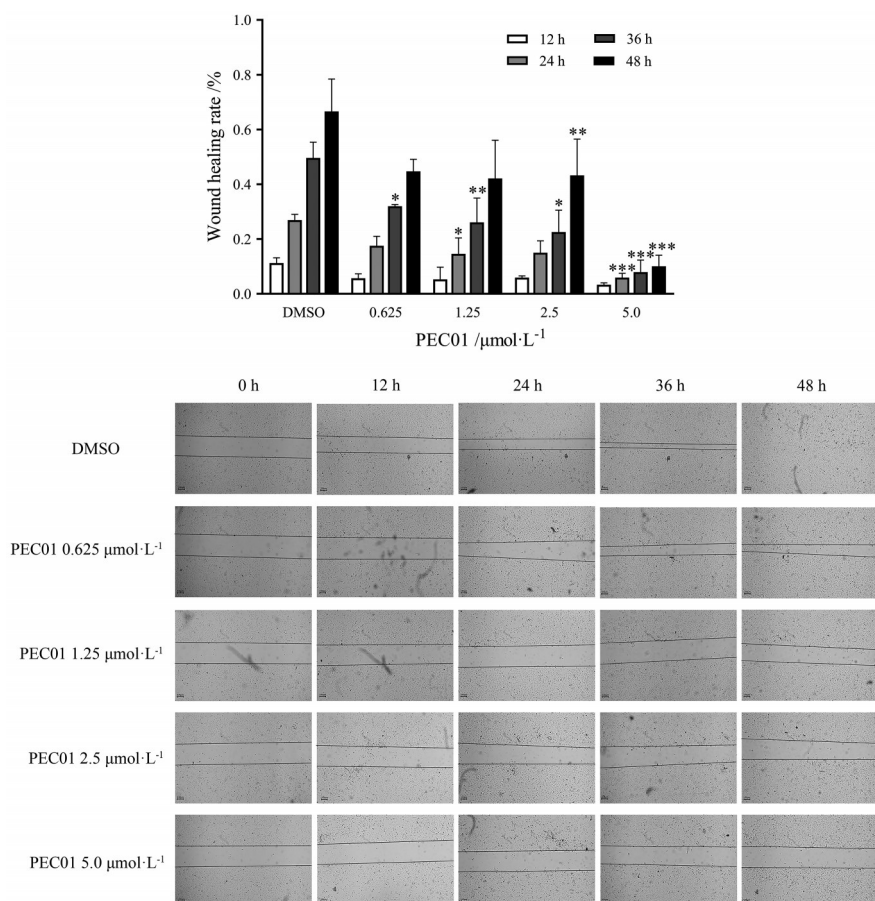 1.0
0.8
0.6
0.4
0.2
0.0
Wound healing rate /%
12 h
36 h
24 h
48 h
*
**
*
*
**
***
***
***
DMSO
0.625
1.25
2.5
5.0
PEC01 /μmol·L⁻¹
0 h
12 h
24 h
36 h
48 h
DMSO
PEC01 0.625 μmol·L⁻¹
PEC01 1.25 μmol·L⁻¹
PEC01 2.5 μmol·L⁻¹
PEC01 5.0 μmol·L⁻¹